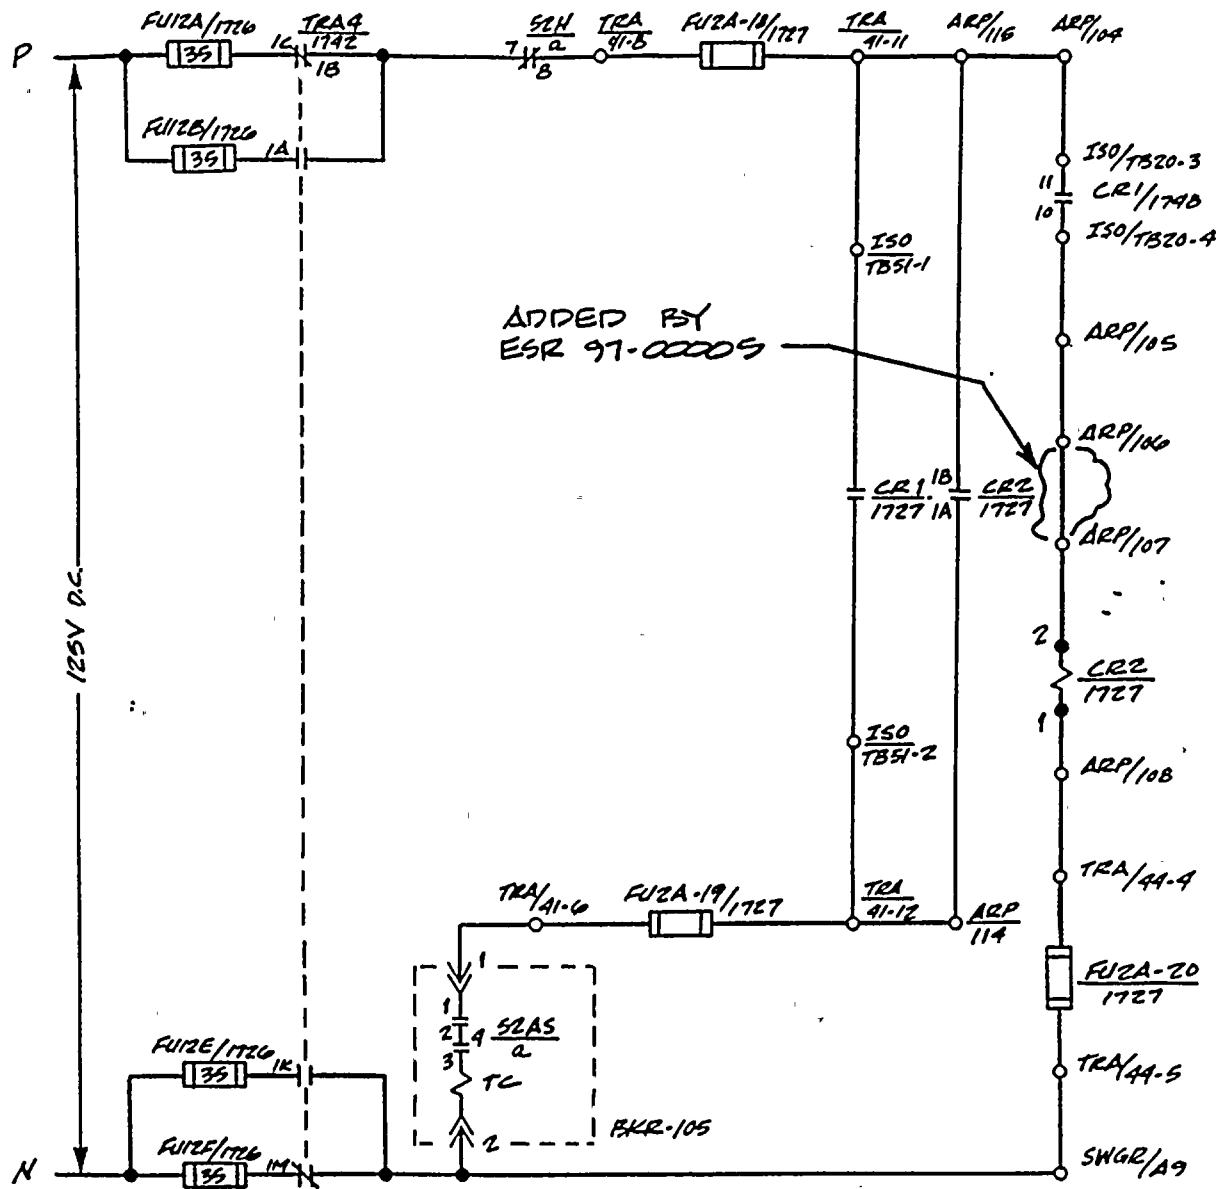 FU12A/1726
TRA4
1742
52H
a
TRA
41-5
FU2A-18/1727
TRA
41-11
ARP/115
ARP/104
P
35
1C
1B
7
8
FU12B/1726
35
1A
ISO/TB20-3
11
CR1/1748
10
ISO/TB20-4
ISO
TB51-1
ADDED BY
ESR 97-00005
ARP/105
ARP/106
CR1
1727
1B
1A
CR2
1727
ARP/107
125V D.C.
2
CR2
1727
1
ISO
TB51-2
ARP/108
TRA/44-4
TRA/41-6
FU2A-19/1727
TRA
41-12
ARP
114
1
FU2A-20
1727
1
2
4
52AS
a
3
TC
FU12E/1726
35
1K
TRA/44-5
BKR-105
2
FU12F/1726
35
1M
N
SWGR/A9